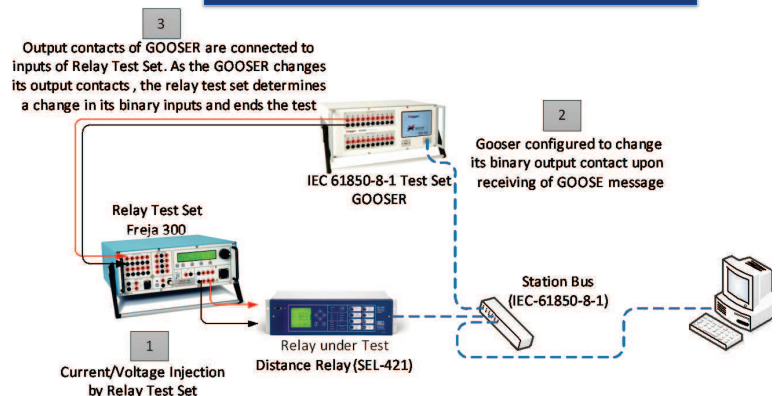 3
Output contacts of GOOSER are connected to
inputs of Relay Test Set. As the GOOSER changes
its output contacts , the relay test set determines
a change in its binary inputs and ends the test
2
Gooser configured to change
its binary output contact upon
receiving of GOOSE message
IEC 61850-8-1 Test Set
GOOSER
Relay Test Set
Freja 300
Station Bus
(IEC-61850-8-1)
1
Current/Voltage Injection
by Relay Test Set
Relay under Test
Distance Relay (SEL-421)